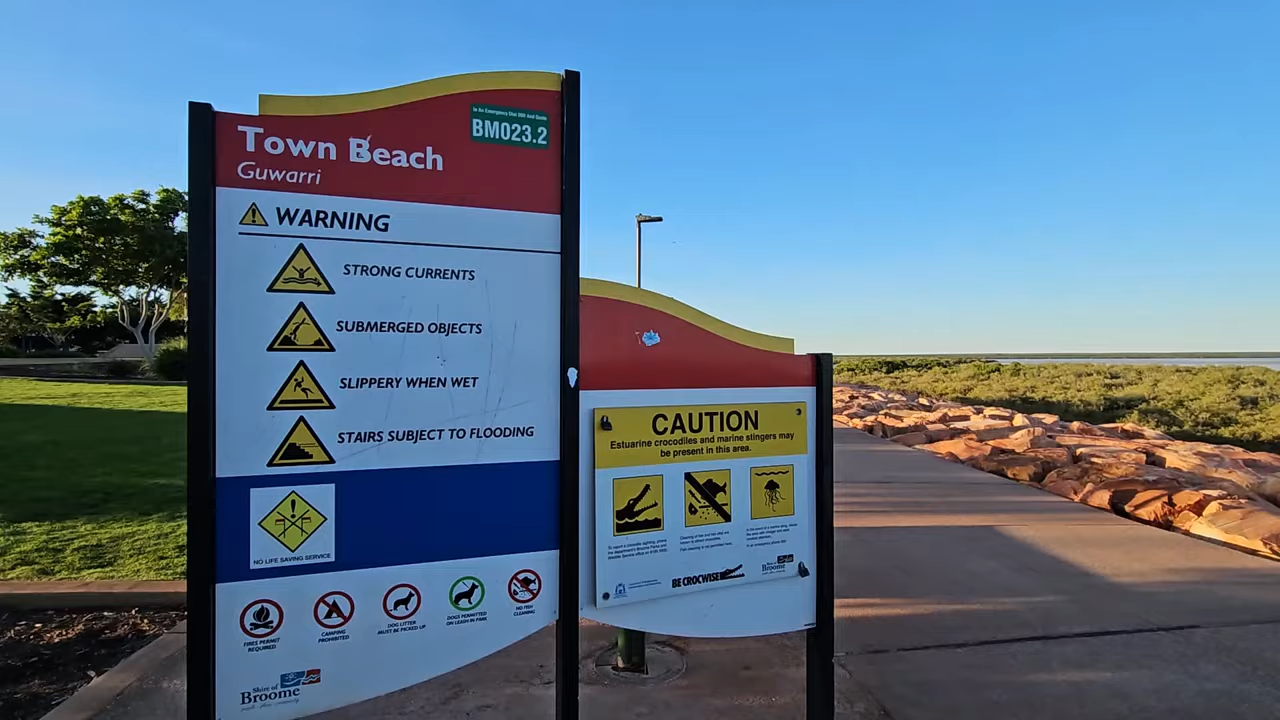 In An Emergency Dial 000 And Quote
BM023.2
Town Beach
Guwarri
WARNING
STRONG CURRENTS
SUBMERGED OBJECTS
SLIPPERY WHEN WET
STAIRS SUBJECT TO FLOODING
NO LIFE SAVING SERVICE
FIRES PERMIT
REQUIRED
CAMPING
PROHIBITED
DOG LITTER
MUST BE PICKED UP
DOGS PERMITTED
ON LEASH IN PARK
NO FISH
CLEANING
Shire of
Broome
CAUTION
Estuarine crocodiles and marine stingers may
be present in this area.
BE CROCWISE
Shire of
Broome